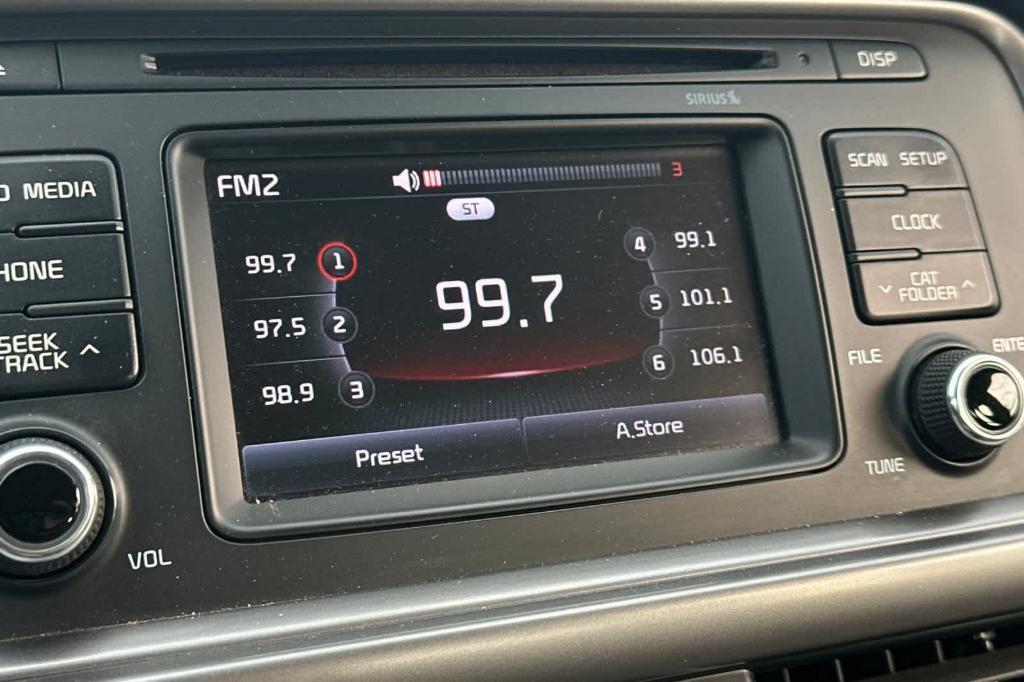 DISP
SIRIUS
MEDIA
SCAN SETUP
FM2
3
ST
CLOCK
99.7 1
99.7
4 99.1
PHONE
97.5 2
5 101.1
CAT
FOLDER
SEEK
TRACK
98.9 3
6 106.1
FILE
ENTE
Preset
A.Store
TUNE
VOL